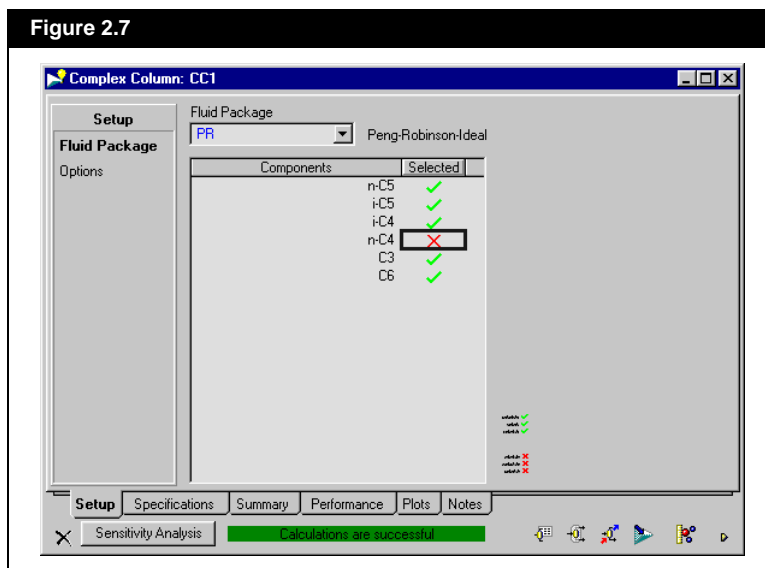 Figure 2.7
Complex Column: CC1
Setup
Fluid Package
Options
Fluid Package
PR
Peng-Robinson-Ideal
Components Selected
n-C5
i-C5
i-C4
n-C4
C3
C6
Setup Specifications Summary Performance Plots Notes
Sensitivity Analysis Calculations are successful